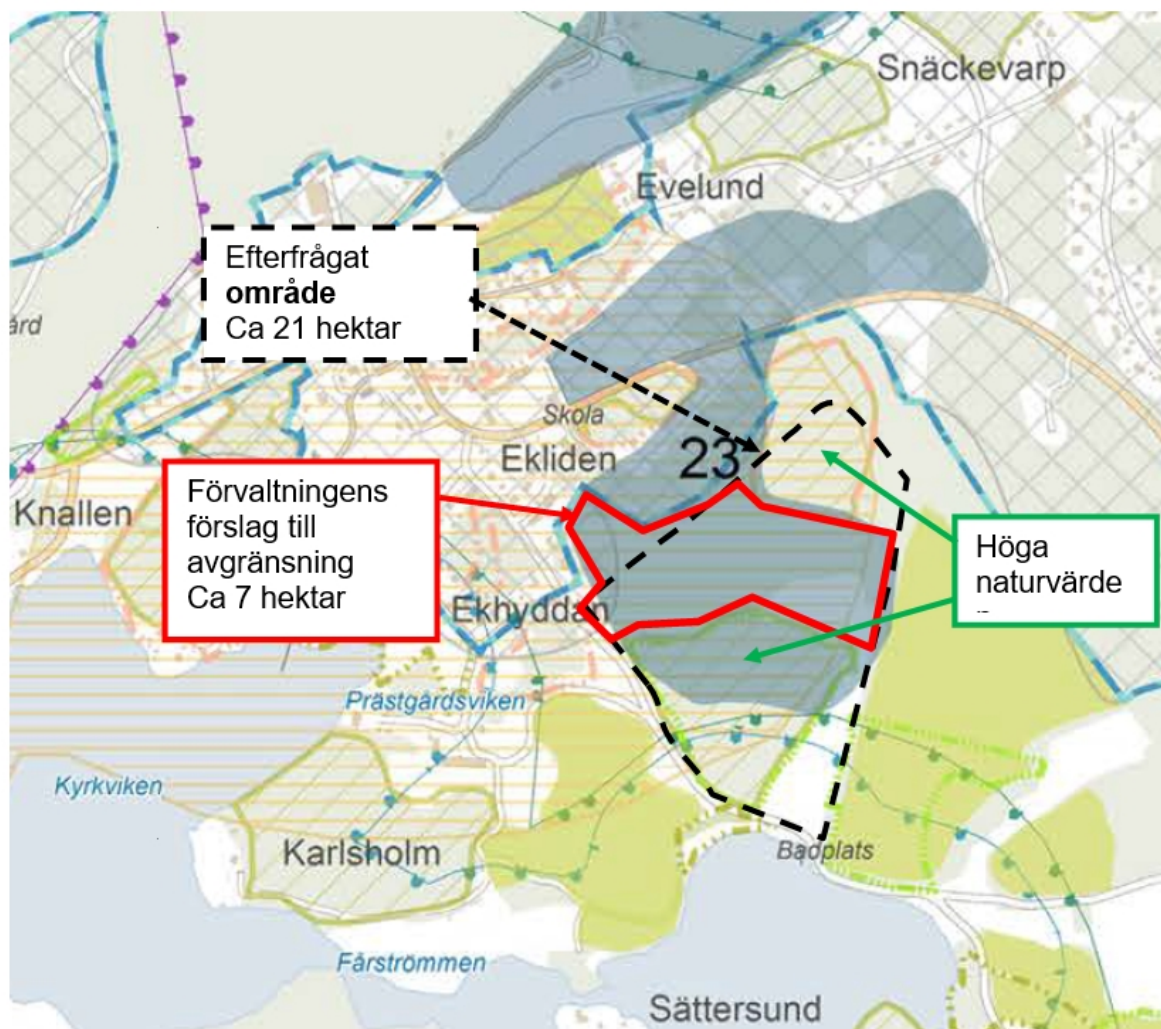 Snäckevarp
Evelund
Efterfrågat
område
Ca 21 hektar
ård
Skola
Ekliden
23
Förvaltningens
förslag till
avgränsning
Ca 7 hektar
Knallen
Höga
naturvärde
Ekhyddan
Prästgårdsviken
Kyrkviken
Karlsholm
Badplats
Fårströmmen
Sättersund